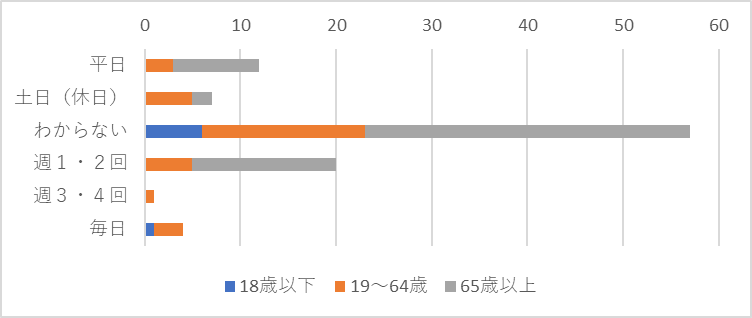 0 10 20 30 40 50 60
平日
土日（休日）
わからない
週１・２回
週３・４回
毎日
18歳以下 19～64歳 65歳以上